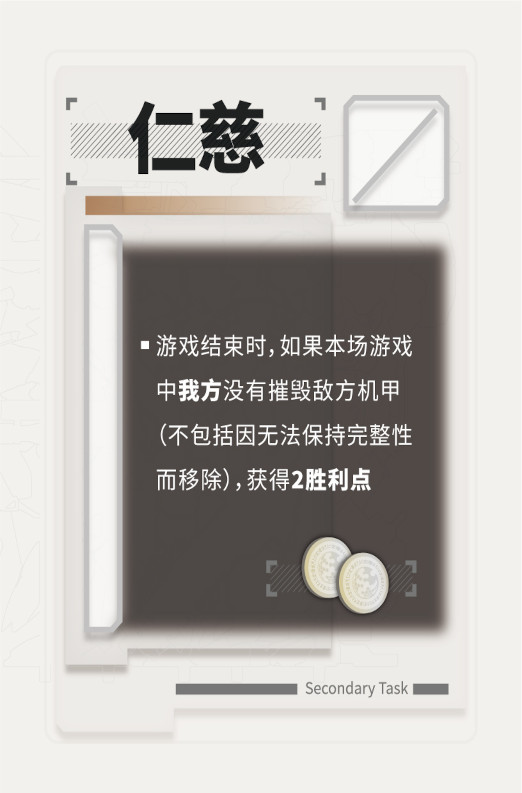 仁慈
▪ 游戏结束时，如果本场游戏
中我方没有摧毁敌方机甲
（不包括因无法保持完整性
而移除），获得2胜利点
Secondary Task